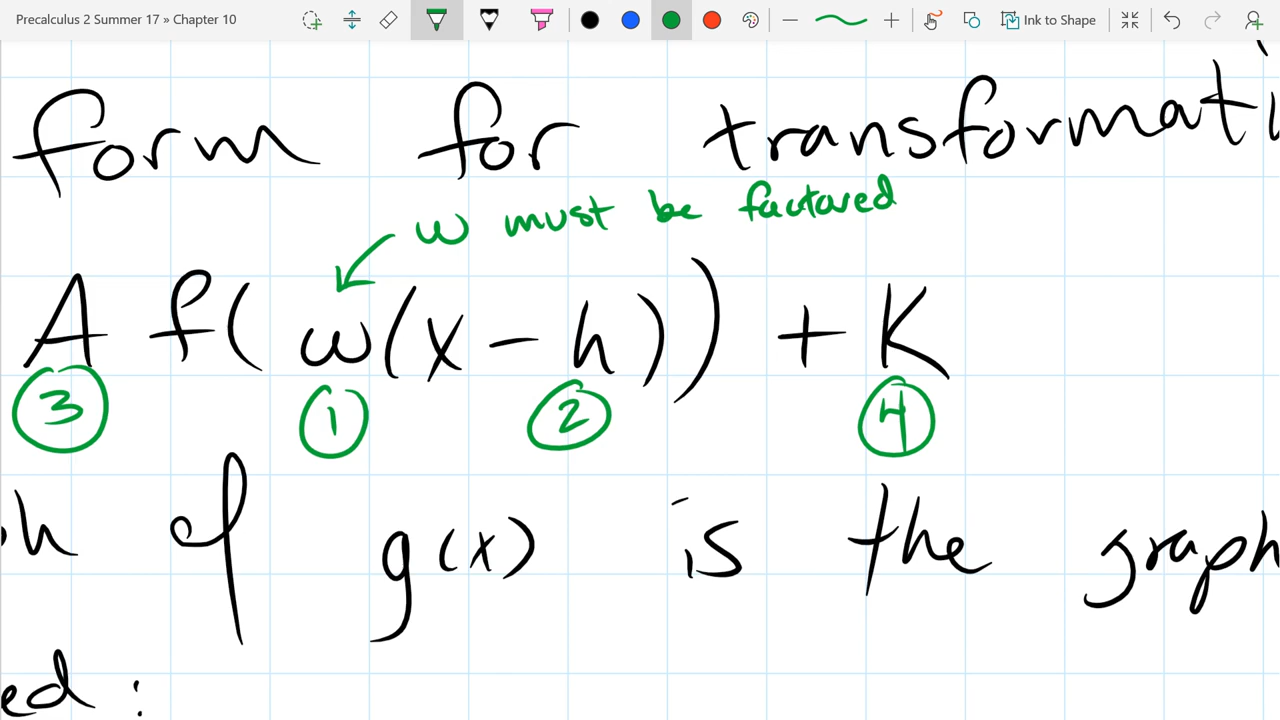 Precalculus 2 Summer 17 » Chapter 10
Ink to Shape
form for transformati
w must be factored
A f( w(x-h)) + K
3 1 2 4
of g(x) is the graph
ed: